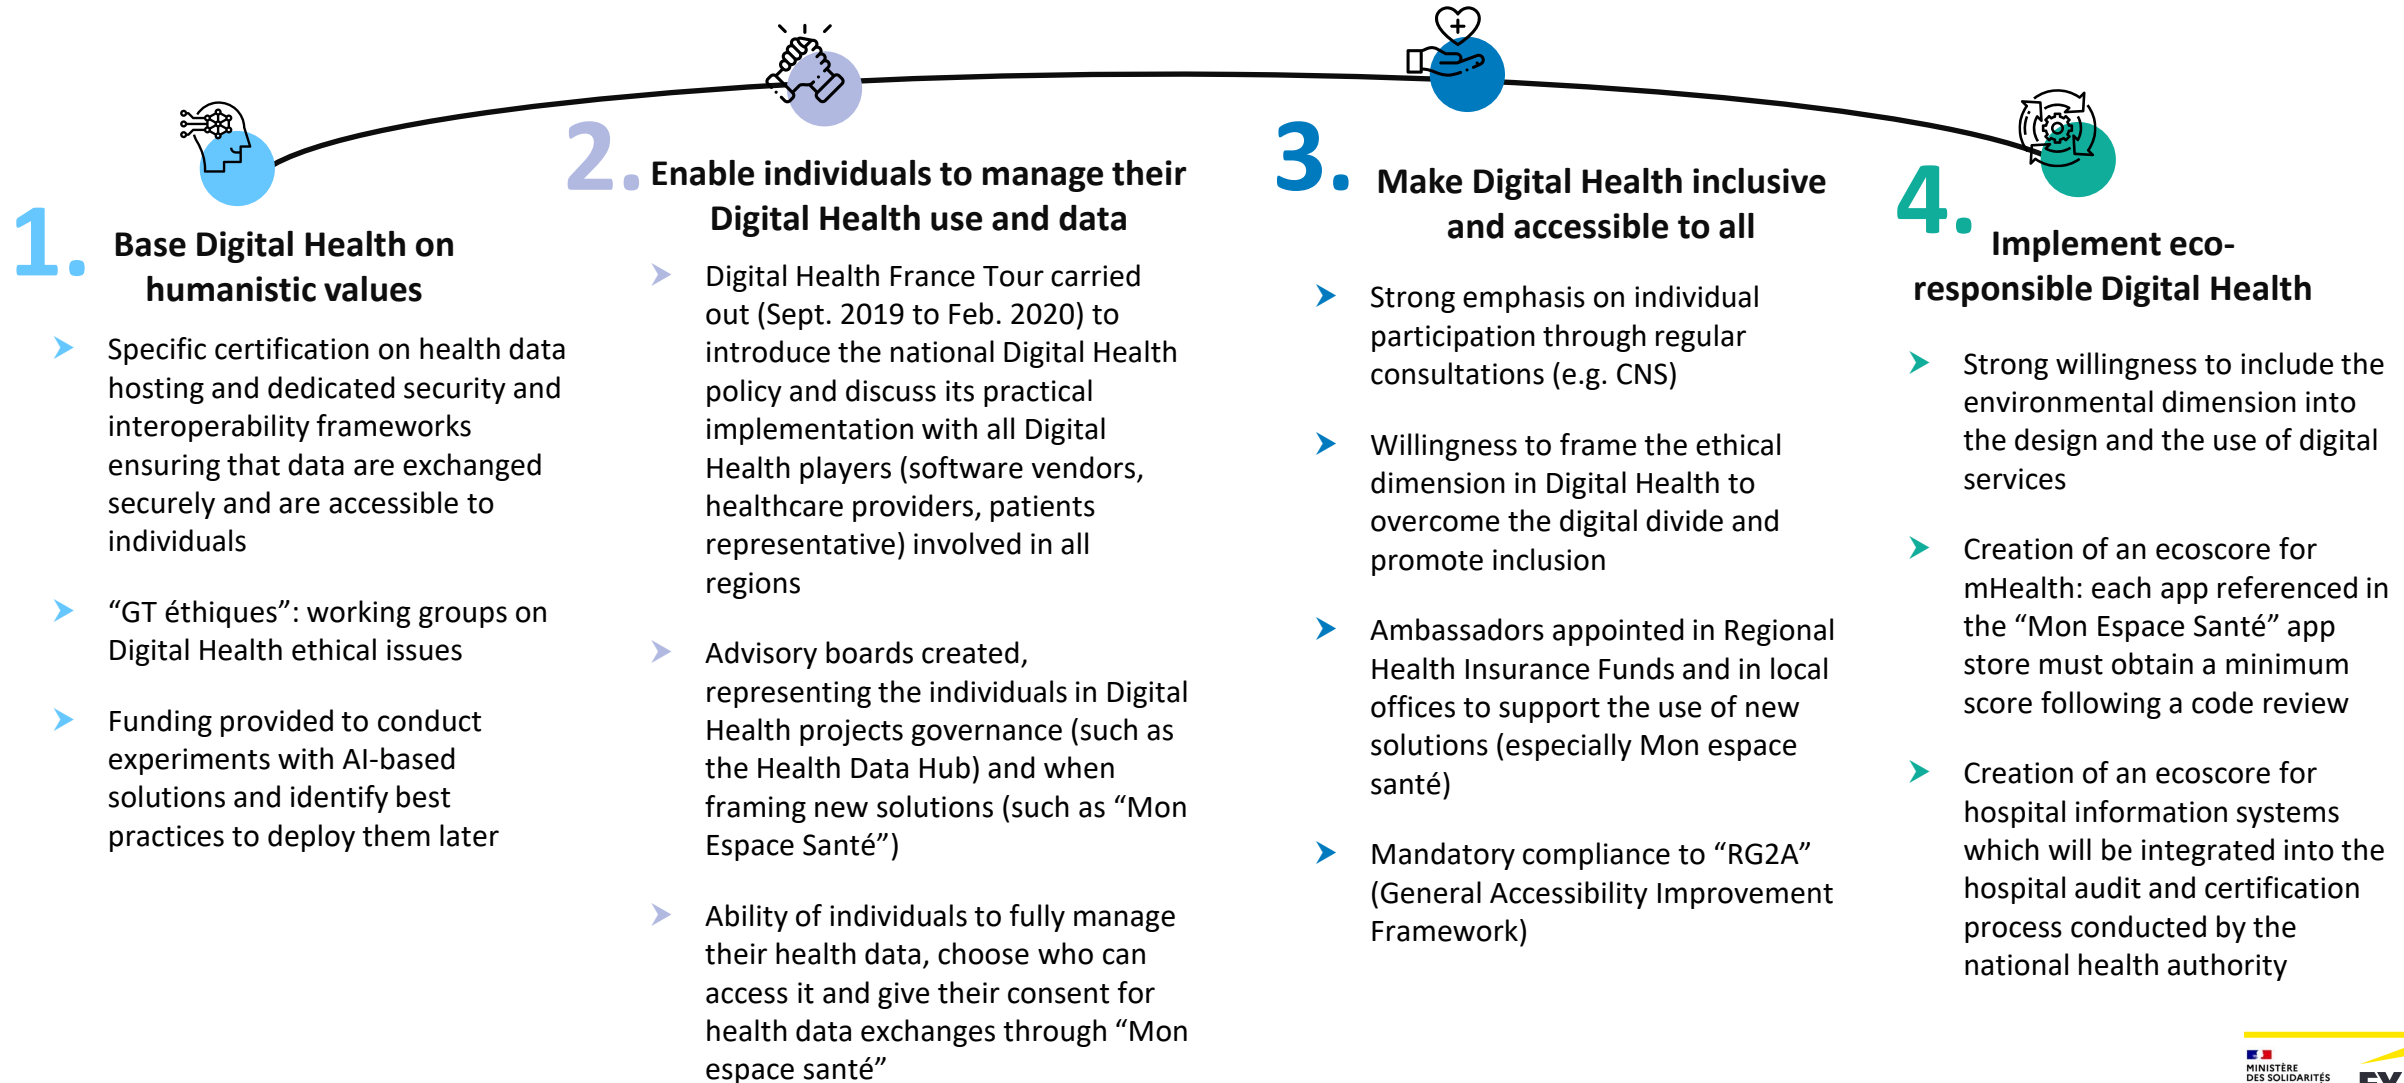 1.
Base Digital Health on
humanistic values
Specific certification on health data
hosting and dedicated security and
interoperability frameworks
ensuring that data are exchanged
securely and are accessible to
individuals
“GT éthiques”: working groups on
Digital Health ethical issues
Funding provided to conduct
experiments with AI-based
solutions and identify best
practices to deploy them later
2.
Enable individuals to manage their
Digital Health use and data
Digital Health France Tour carried
out (Sept. 2019 to Feb. 2020) to
introduce the national Digital Health
policy and discuss its practical
implementation with all Digital
Health players (software vendors,
healthcare providers, patients
representative) involved in all
regions
Advisory boards created,
representing the individuals in Digital
Health projects governance (such as
the Health Data Hub) and when
framing new solutions (such as “Mon
Espace Santé”)
Ability of individuals to fully manage
their health data, choose who can
access it and give their consent for
health data exchanges through “Mon
espace santé”
3.
Make Digital Health inclusive
and accessible to all
Strong emphasis on individual
participation through regular
consultations (e.g. CNS)
Willingness to frame the ethical
dimension in Digital Health to
overcome the digital divide and
promote inclusion
Ambassadors appointed in Regional
Health Insurance Funds and in local
offices to support the use of new
solutions (especially Mon espace
santé)
Mandatory compliance to “RG2A”
(General Accessibility Improvement
Framework)
4.
Implement eco-
responsible Digital Health
Strong willingness to include the
environmental dimension into
the design and the use of digital
services
Creation of an ecoscore for
mHealth: each app referenced in
the “Mon Espace Santé” app
store must obtain a minimum
score following a code review
Creation of an ecoscore for
hospital information systems
which will be integrated into the
hospital audit and certification
process conducted by the
national health authority
MINISTÈRE
DES SOLIDARITÉS
EY